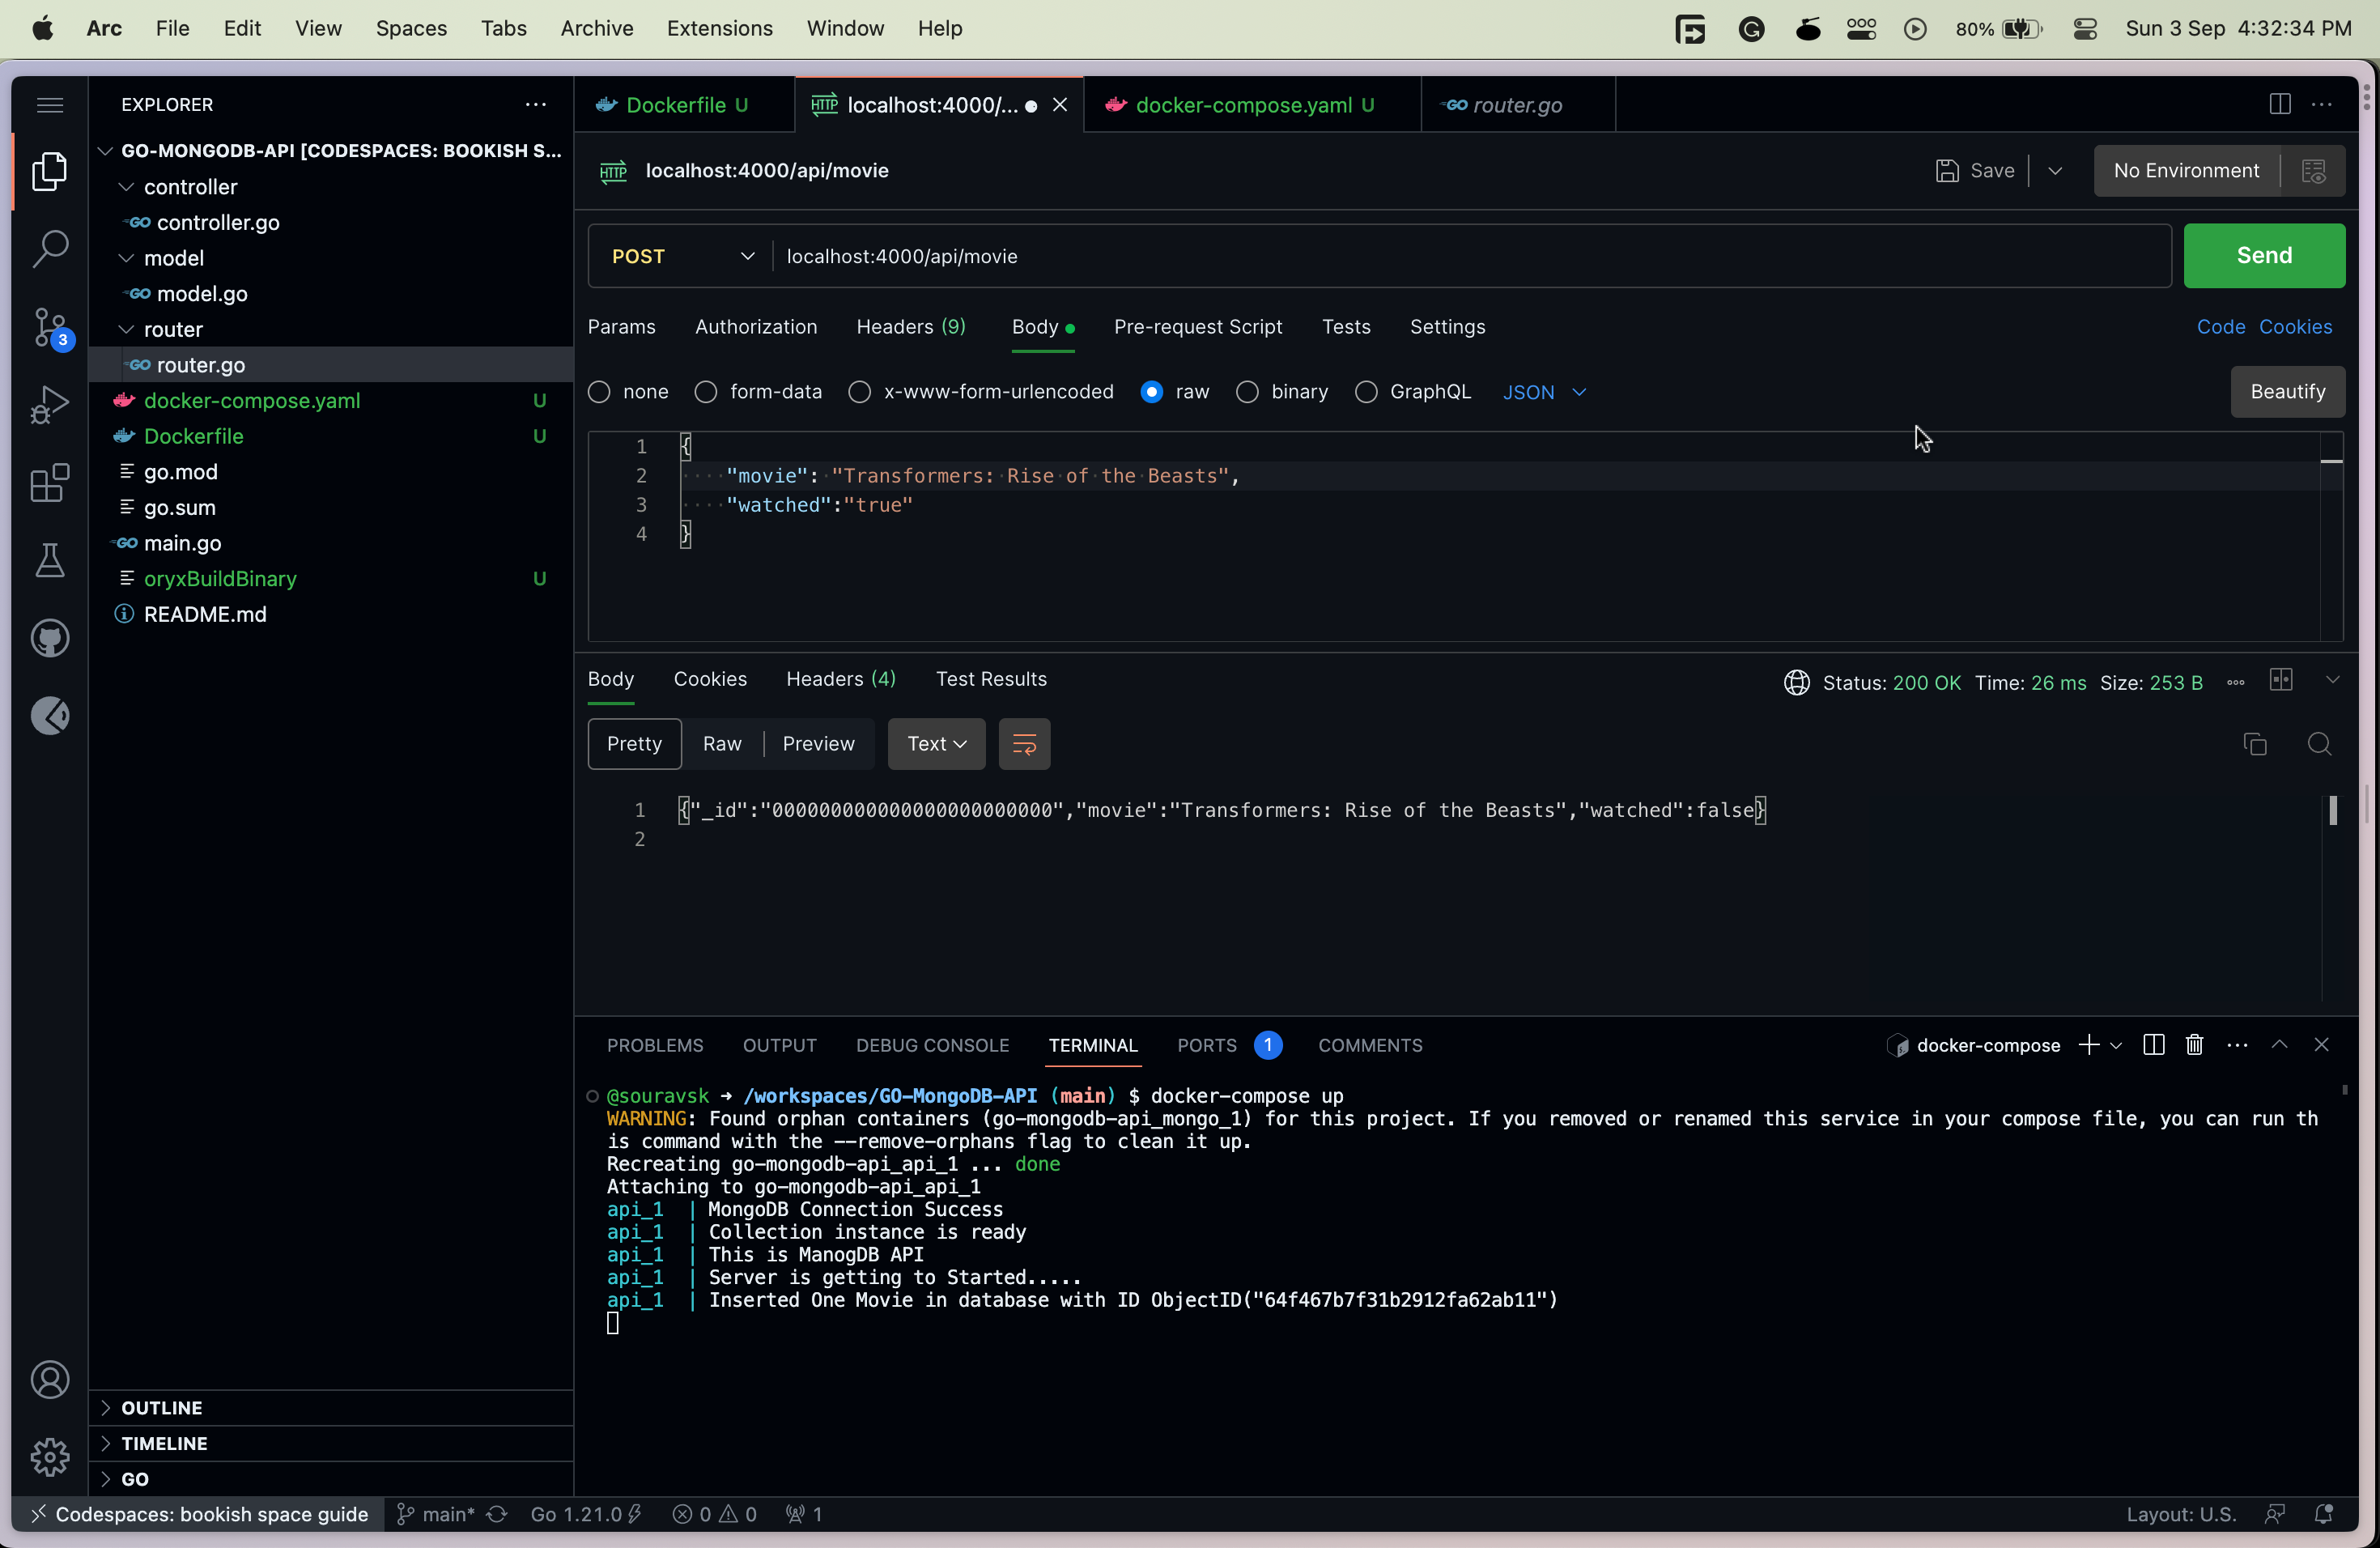 Arc File Edit View Spaces Tabs Archive Extensions Window Help 80% Sun 3 Sep 4:32:34 PM
EXPLORER
GO-MONGODB-API [CODESPACES: BOOKISH S...
controller
GO controller.go
model
GO model.go
router
GO router.go
docker-compose.yaml U
Dockerfile U
go.mod
go.sum
GO main.go
oryxBuildBinary U
README.md
3
OUTLINE
TIMELINE
GO
Dockerfile U
HTTP localhost:4000/...
docker-compose.yaml U
GO router.go
HTTP localhost:4000/api/movie
Save
No Environment
POST localhost:4000/api/movie
Send
Params Authorization Headers (9) Body Pre-request Script Tests Settings
Code Cookies
none form-data x-www-form-urlencoded raw binary GraphQL JSON
Beautify
1 {
2 ····"movie":·"Transformers:·Rise·of·the·Beasts",
3 ····"watched":"true"
4 }
Body Cookies Headers (4) Test Results
Status: 200 OK Time: 26 ms Size: 253 B
Pretty Raw Preview Text
1 {"_id":"000000000000000000000000","movie":"Transformers: Rise of the Beasts","watched":false}
2
PROBLEMS OUTPUT DEBUG CONSOLE TERMINAL PORTS 1 COMMENTS
docker-compose
@souravsk → /workspaces/GO-MongoDB-API (main) $ docker-compose up
WARNING: Found orphan containers (go-mongodb-api_mongo_1) for this project. If you removed or renamed this service in your compose file, you can run th
is command with the --remove-orphans flag to clean it up.
Recreating go-mongodb-api_api_1 ... done
Attaching to go-mongodb-api_api_1
api_1 | MongoDB Connection Success
api_1 | Collection instance is ready
api_1 | This is ManogDB API
api_1 | Server is getting to Started.....
api_1 | Inserted One Movie in database with ID ObjectID("64f467b7f31b2912fa62ab11")
Codespaces: bookish space guide main* Go 1.21.0 0 0 1
Layout: U.S.